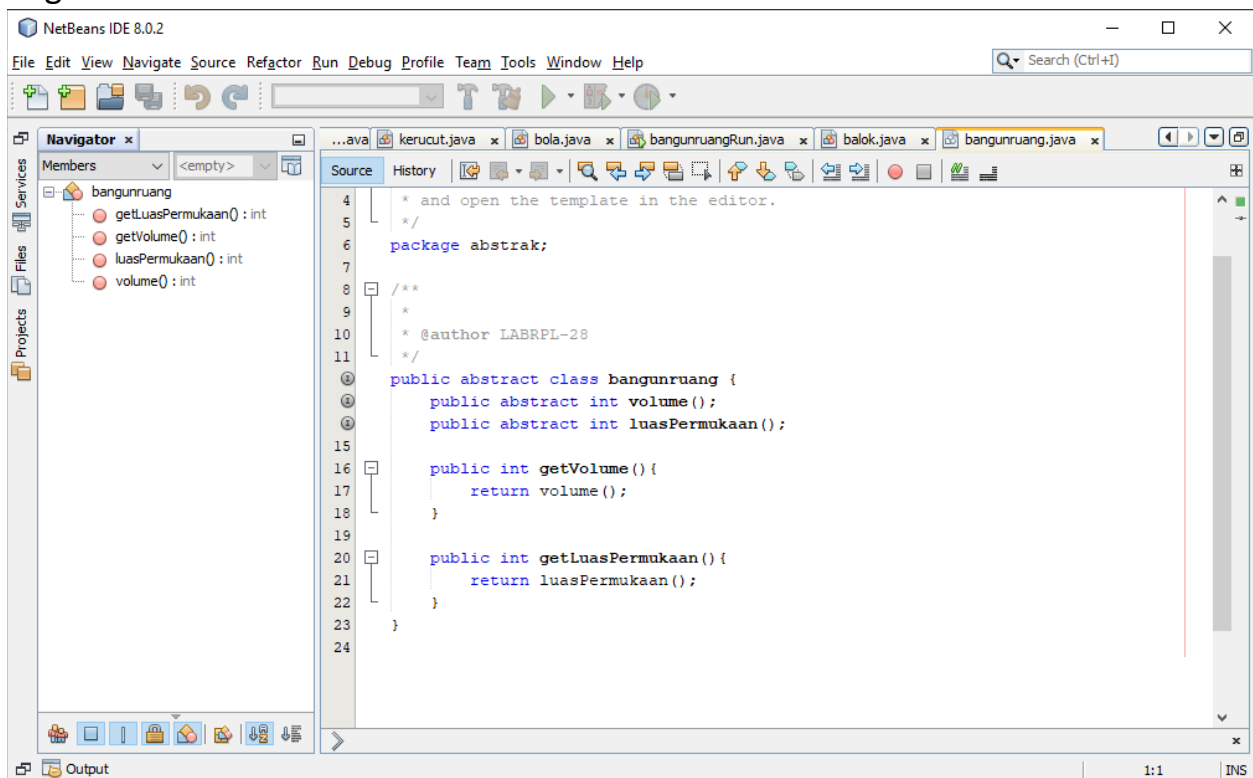 NetBeans IDE 8.0.2
File Edit View Navigate Source Refactor Run Debug Profile Team Tools Window Help
Search (Ctrl+I)
Navigator x
...ava kerucut.java x bola.java x bangunruangRun.java x balok.java x bangunruang.java x
Members <empty>
Source History
bangunruang
getLuasPermukaan() : int
getVolume() : int
luasPermukaan() : int
volume() : int
Services
Files
Projects
4 * and open the template in the editor.
5 */
6 package abstrak;
7
8 /**
9 *
10 * @author LABRPL-28
11 */
public abstract class bangunruang {
public abstract int volume();
public abstract int luasPermukaan();
15
16 public int getVolume(){
17 return volume();
18 }
19
20 public int getLuasPermukaan(){
21 return luasPermukaan();
22 }
23 }
24
Output
1:1 INS